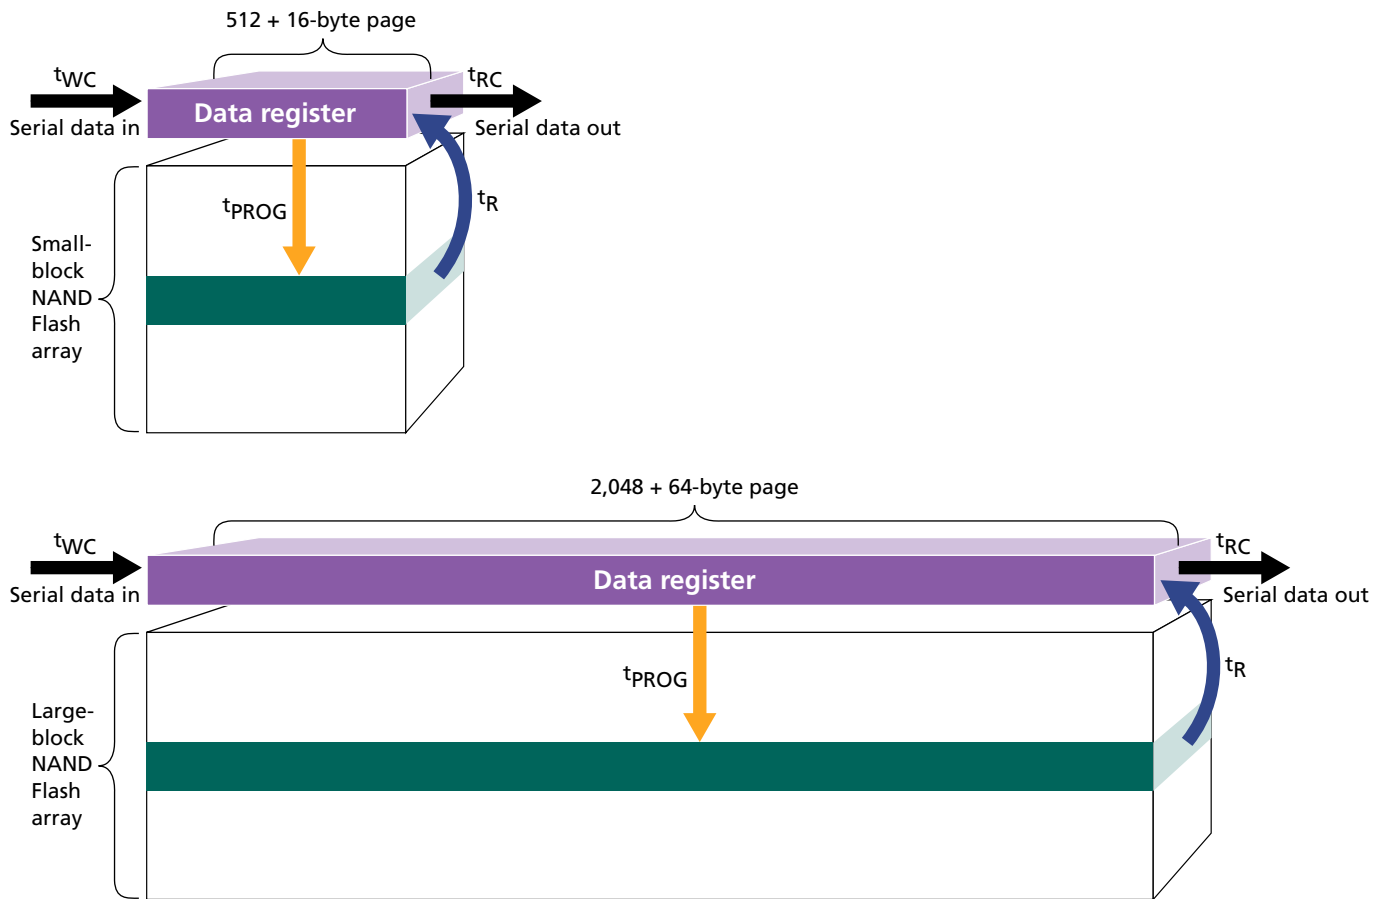 512 + 16-byte page
tWC
tRC
Data register
Serial data in
Serial data out
tPROG
tR
Small-
block
NAND
Flash
array
2,048 + 64-byte page
tWC
tRC
Data register
Serial data in
Serial data out
tPROG
tR
Large-
block
NAND
Flash
array